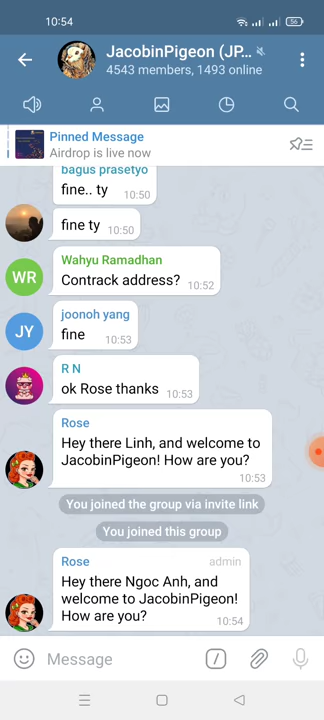 10:54
56
JacobinPigeon (JP...
4543 members, 1493 online
Pinned Message
Airdrop is live now
bagus prasetyo
fine.. ty
10:50
fine ty
10:50
WR
Wahyu Ramadhan
Contrack address?
10:52
JY
joonoh yang
fine
10:53
R N
ok Rose thanks
10:53
Rose
Hey there Linh, and welcome to
JacobinPigeon! How are you?
10:53
You joined the group via invite link
You joined this group
Rose admin
Hey there Ngoc Anh, and
welcome to JacobinPigeon!
How are you?
10:54
Message